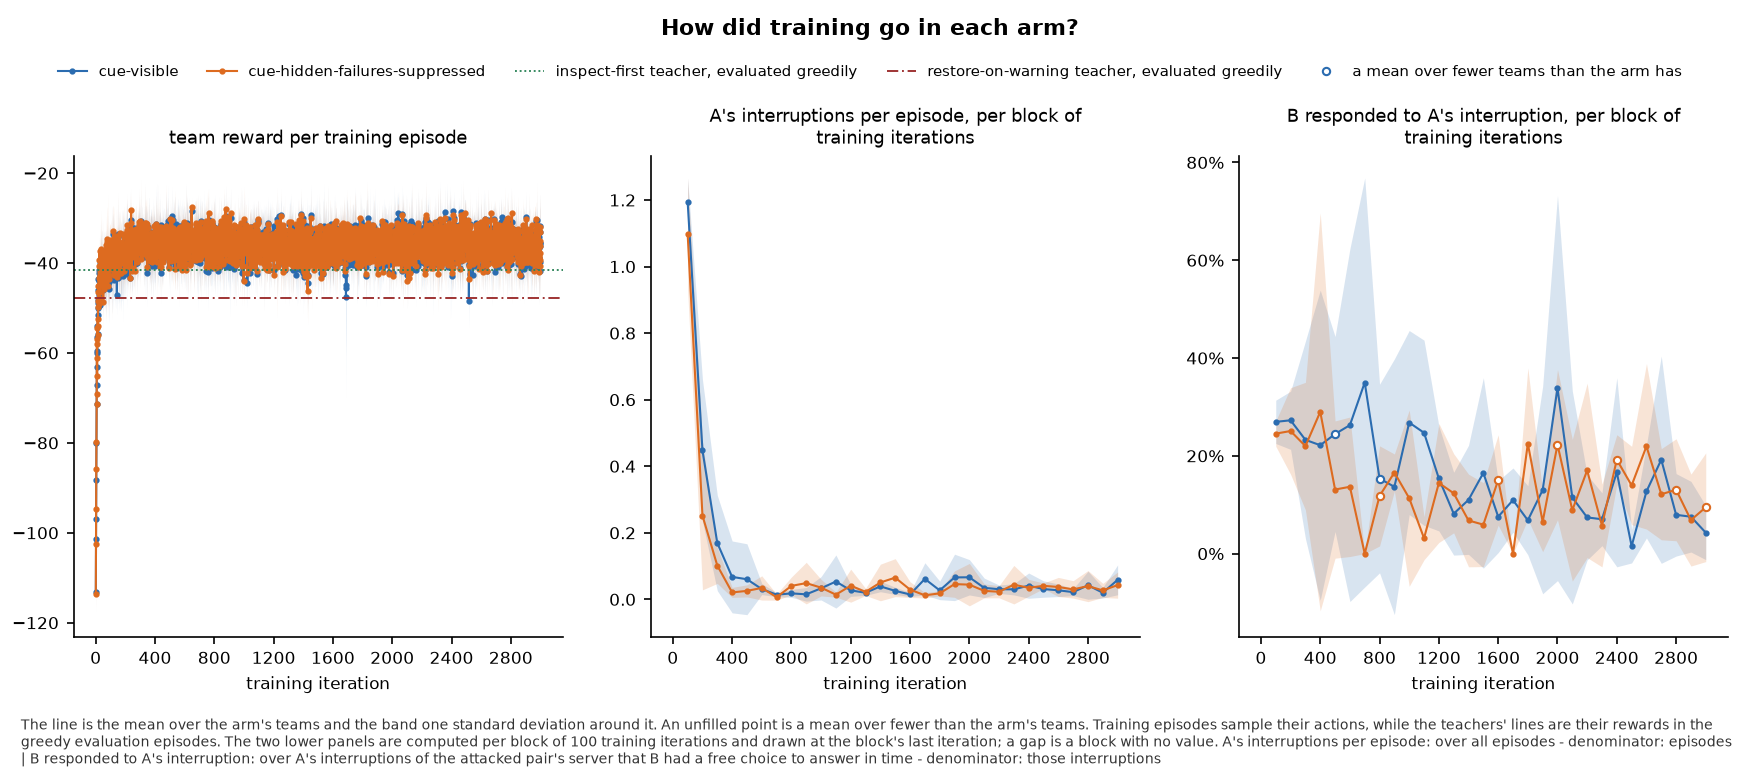 How did training go in each arm?
cue-visible
cue-hidden-failures-suppressed
inspect-first teacher, evaluated greedily
restore-on-warning teacher, evaluated greedily
a mean over fewer teams than the arm has
team reward per training episode
−20
−40
−60
−80
−100
−120
0
400
800
1200
1600
2000
2400
2800
training iteration
A's interruptions per episode, per block of
training iterations
1.2
1.0
0.8
0.6
0.4
0.2
0.0
0
400
800
1200
1600
2000
2400
2800
training iteration
B responded to A's interruption, per block of
training iterations
80%
60%
40%
20%
0%
0
400
800
1200
1600
2000
2400
2800
training iteration
The line is the mean over the arm's teams and the band one standard deviation around it. An unfilled point is a mean over fewer than the arm's teams. Training episodes sample their actions, while the teachers' lines are their rewards in the
greedy evaluation episodes. The two lower panels are computed per block of 100 training iterations and drawn at the block's last iteration; a gap is a block with no value. A's interruptions per episode: over all episodes - denominator: episodes
| B responded to A's interruption: over A's interruptions of the attacked pair's server that B had a free choice to answer in time - denominator: those interruptions